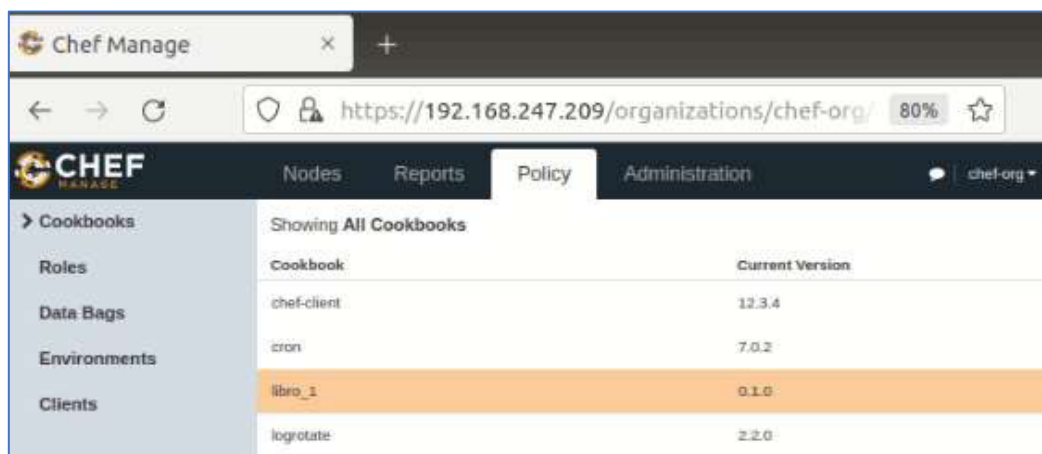 Chef Manage
https://192.168.247.209/organizations/chef-org/ 80%
CHEF
MANAGE
Nodes Reports Policy Administration chef-org
Cookbooks
Roles
Data Bags
Environments
Clients
Showing All Cookbooks
Cookbook Current Version
chef-client 12.3.4
cron 7.0.2
libro_1 0.1.0
logrotate 2.2.0